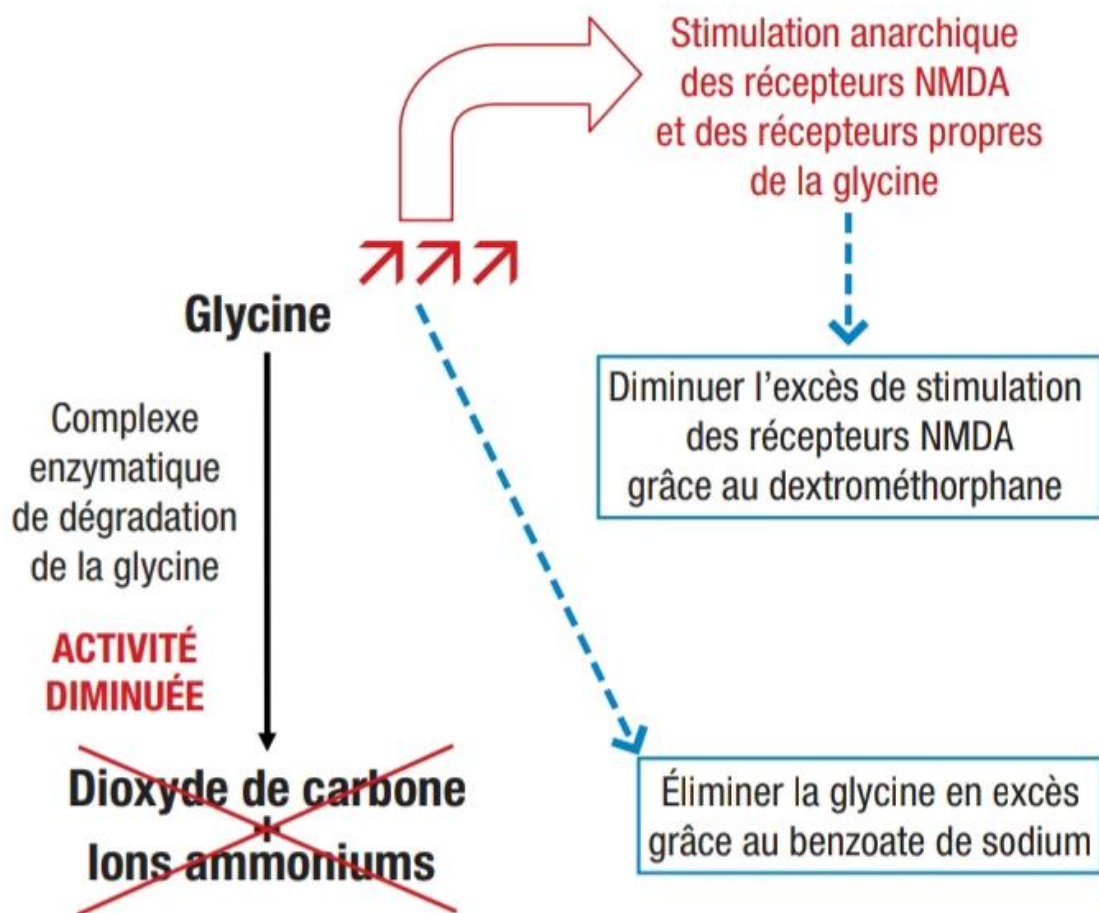 Stimulation anarchique
des récepteurs NMDA
et des récepteurs propres
de la glycine
Glycine
Diminuer l'excès de stimulation
des récepteurs NMDA
grâce au dextrométhorphane
Complexe
enzymatique
de dégradation
de la glycine
ACTIVITÉ
DIMINUÉE
Dioxyde de carbone
+
Ions ammoniums
Éliminer la glycine en excès
grâce au benzoate de sodium